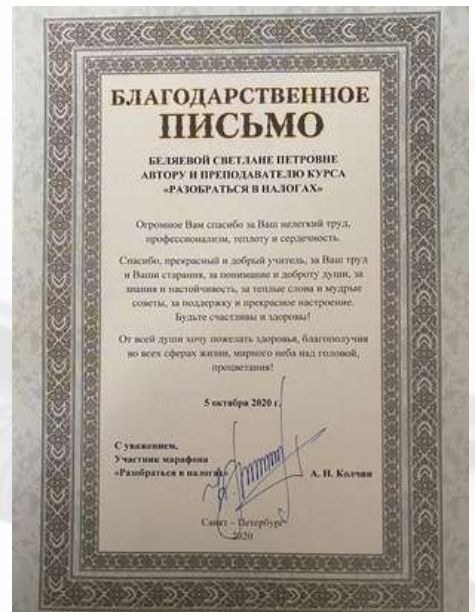 БЛАГОДАРСТВЕННОЕ
ПИСЬМО
БЕЛЯЕВОЙ СВЕТЛАНЕ ПЕТРОВНЕ
АВТОРУ И ПРЕПОДАВАТЕЛЮ КУРСА
«РАЗОБРАТЬСЯ В НАЛОГАХ»
Огромное Вам спасибо за Ваш нелегкий труд,
профессионализм, теплоту и сердечность.
Спасибо, прекрасный и добрый учитель, за Ваш труд
и Ваши старания, за понимание и доброту души, за
знания и настойчивость, за теплые слова и мудрые
советы, за поддержку и прекрасное настроение.
Будьте счастливы и здоровы!
От всей души хочу пожелать здоровья, благополучия
во всех сферах жизни, мирного неба над головой,
процветания!
5 октября 2020 г.
С уважением,
Участник марафона
«Разобраться в налогах»
А. Н. Колчин
Санкт – Петербург
2020